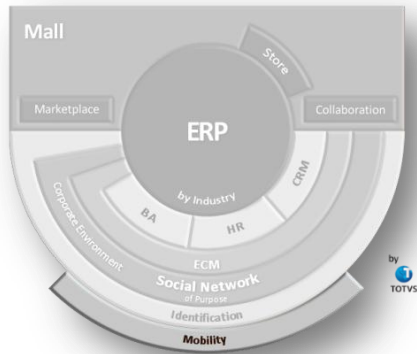 Mall
Store
Marketplace
Collaboration
ERP
by Industry
CRM
BA
HR
Corporate Environment
ECM
Social Network
of Purpose
Identification
Mobility
by
TOTVS